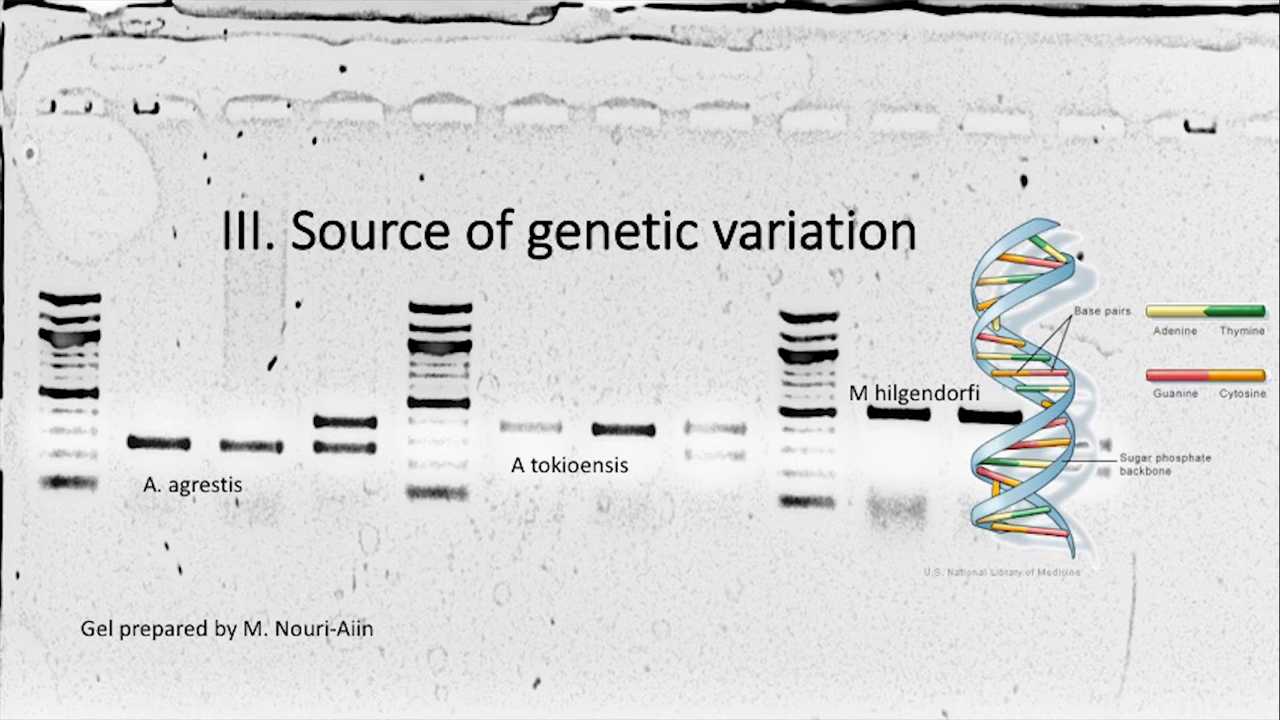 III. Source of genetic variation
Base pairs
Adenine Thymine
Guanine Cytosine
M hilgendorfi
A tokioensis
A. agrestis
Sugar phosphate
backbone
U.S. National Library of Medicine
Gel prepared by M. Nouri-Aiin